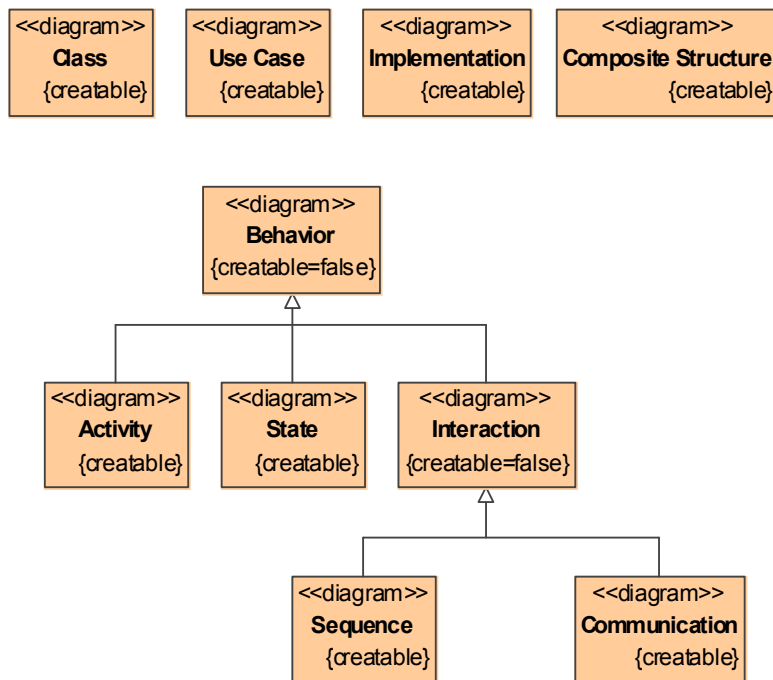 <<diagram>>
Class
{creatable}
<<diagram>>
Use Case
{creatable}
<<diagram>>
Implementation
{creatable}
<<diagram>>
Composite Structure
{creatable}
<<diagram>>
Behavior
{creatable=false}
<<diagram>>
Activity
{creatable}
<<diagram>>
State
{creatable}
<<diagram>>
Interaction
{creatable=false}
<<diagram>>
Sequence
{creatable}
<<diagram>>
Communication
{creatable}